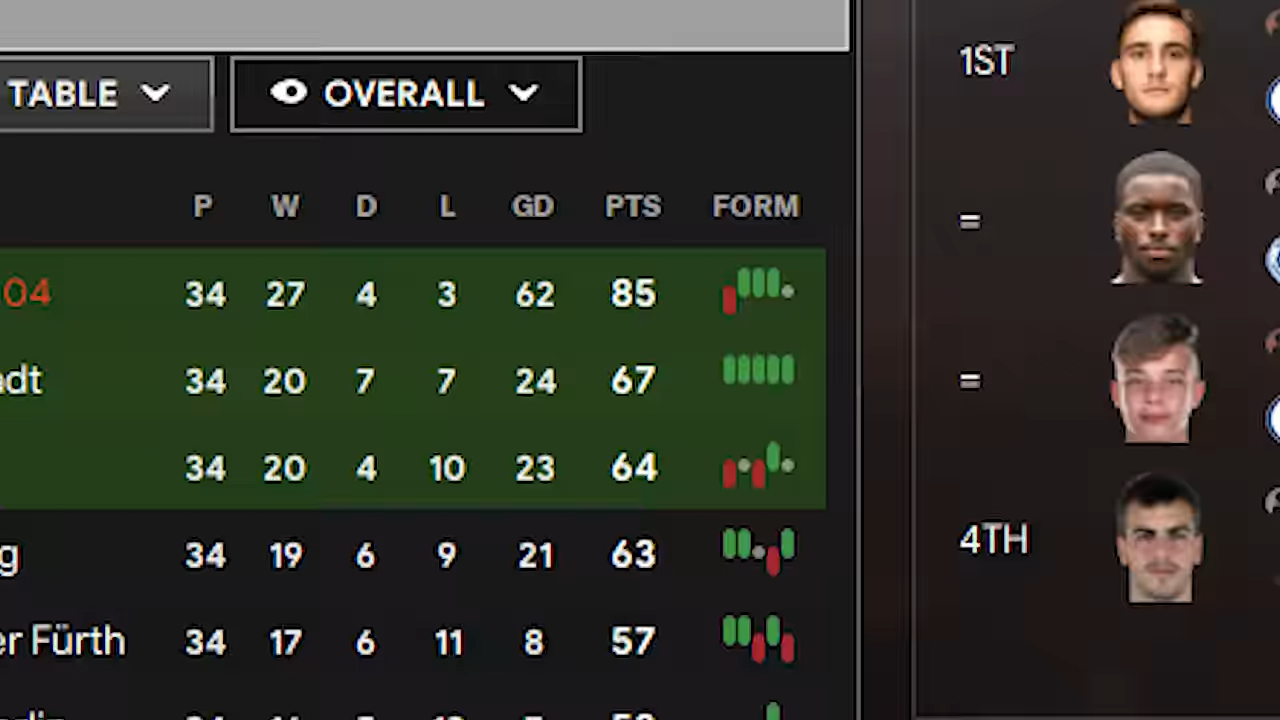 TABLE OVERALL
P W D L GD PTS FORM
04 34 27 4 3 62 85
adt 34 20 7 7 24 67
34 20 4 10 23 64
g 34 19 6 9 21 63
er Fürth 34 17 6 11 8 57
1ST
=
=
4TH